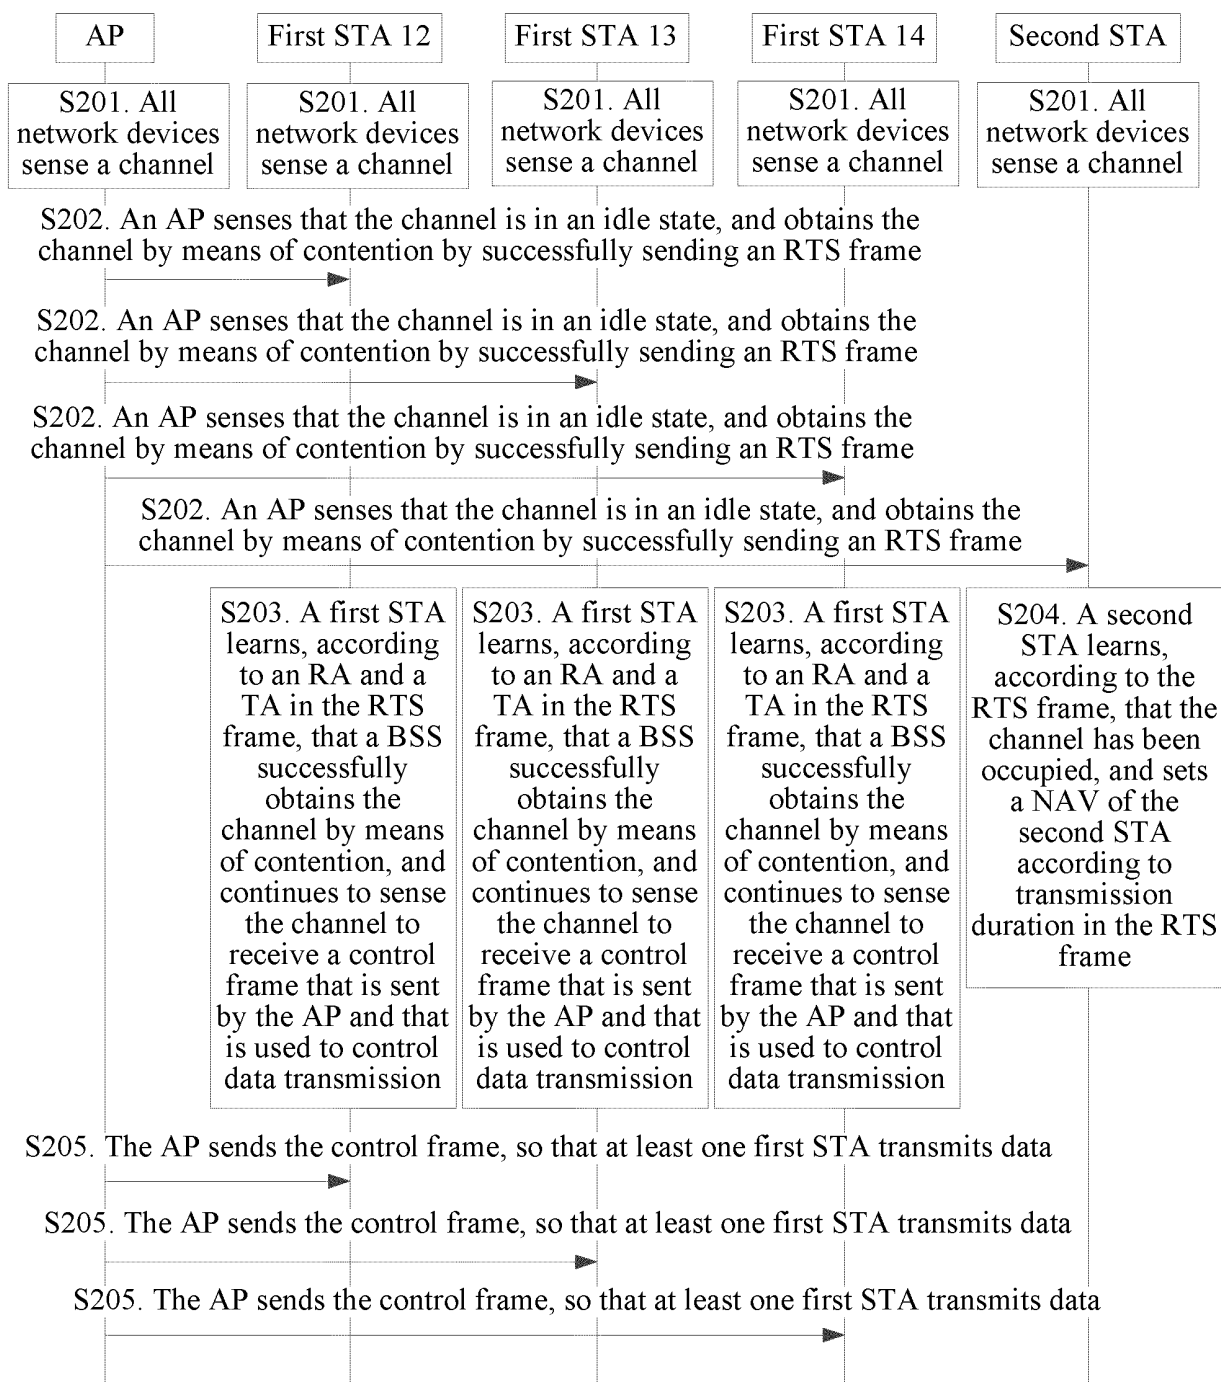 AP
First STA 12
First STA 13
First STA 14
Second STA
S201. All
network devices
sense a channel
S201. All
network devices
sense a channel
S201. All
network devices
sense a channel
S201. All
network devices
sense a channel
S201. All
network devices
sense a channel
S202. An AP senses that the channel is in an idle state, and obtains the
channel by means of contention by successfully sending an RTS frame
S202. An AP senses that the channel is in an idle state, and obtains the
channel by means of contention by successfully sending an RTS frame
S202. An AP senses that the channel is in an idle state, and obtains the
channel by means of contention by successfully sending an RTS frame
S202. An AP senses that the channel is in an idle state, and obtains the
channel by means of contention by successfully sending an RTS frame
S203. A first STA
learns, according
to an RA and a
TA in the RTS
frame, that a BSS
successfully
obtains the
channel by means
of contention, and
continues to sense
the channel to
receive a control
frame that is sent
by the AP and that
is used to control
data transmission
S203. A first STA
learns, according
to an RA and a
TA in the RTS
frame, that a BSS
successfully
obtains the
channel by means
of contention, and
continues to sense
the channel to
receive a control
frame that is sent
by the AP and that
is used to control
data transmission
S203. A first STA
learns, according
to an RA and a
TA in the RTS
frame, that a BSS
successfully
obtains the
channel by means
of contention, and
continues to sense
the channel to
receive a control
frame that is sent
by the AP and that
is used to control
data transmission
S204. A second
STA learns,
according to the
RTS frame, that the
channel has been
occupied, and sets
a NAV of the
second STA
according to
transmission
duration in the RTS
frame
S205. The AP sends the control frame, so that at least one first STA transmits data
S205. The AP sends the control frame, so that at least one first STA transmits data
S205. The AP sends the control frame, so that at least one first STA transmits data